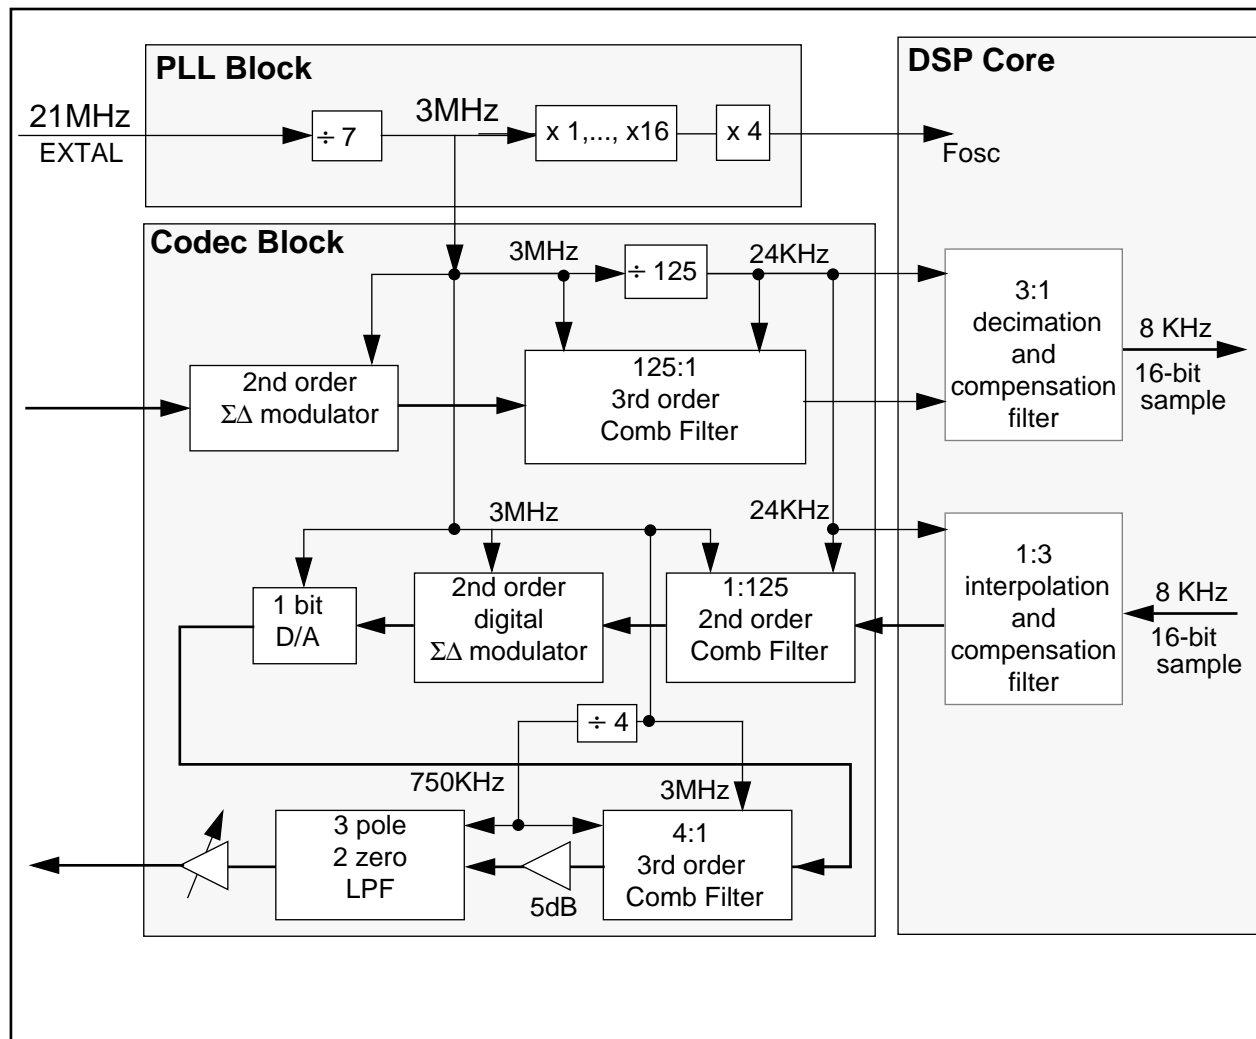 PLL Block
DSP Core
21MHz
EXTAL
÷ 7
3MHz
x 1,..., x16
x 4
Fosc
Codec Block
3MHz
÷ 125
24KHz
2nd order
ΣΔ modulator
125:1
3rd order
Comb Filter
3:1
decimation
and
compensation
filter
8 KHz
16-bit
sample
3MHz
24KHz
1 bit
D/A
2nd order
digital
ΣΔ modulator
1:125
2nd order
Comb Filter
1:3
interpolation
and
compensation
filter
8 KHz
16-bit
sample
÷ 4
750KHz
3MHz
3 pole
2 zero
LPF
5dB
4:1
3rd order
Comb Filter